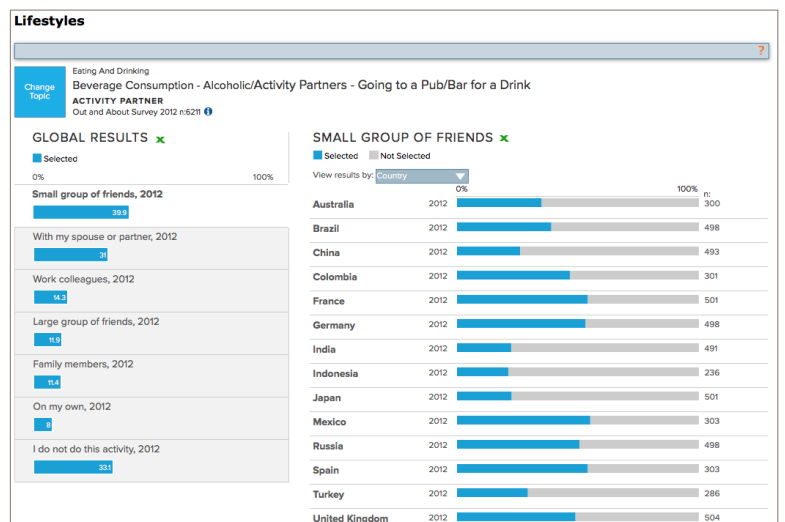 Lifestyles
?
Change
Topic
Eating And Drinking
Beverage Consumption - Alcoholic/Activity Partners - Going to a Pub/Bar for a Drink
ACTIVITY PARTNER
Out and About Survey 2012 n:6211 i
GLOBAL RESULTS x
Selected
0% 100%
Small group of friends, 2012
39.9
With my spouse or partner, 2012
31
Work colleagues, 2012
14.3
Large group of friends, 2012
11.9
Family members, 2012
11.4
On my own, 2012
8
I do not do this activity, 2012
33.1
SMALL GROUP OF FRIENDS x
Selected Not Selected
View results by: Country
0% 100% n:
Australia 2012 300
Brazil 2012 498
China 2012 493
Colombia 2012 301
France 2012 501
Germany 2012 498
India 2012 491
Indonesia 2012 236
Japan 2012 501
Mexico 2012 303
Russia 2012 498
Spain 2012 303
Turkey 2012 286
United Kingdom 2012 504